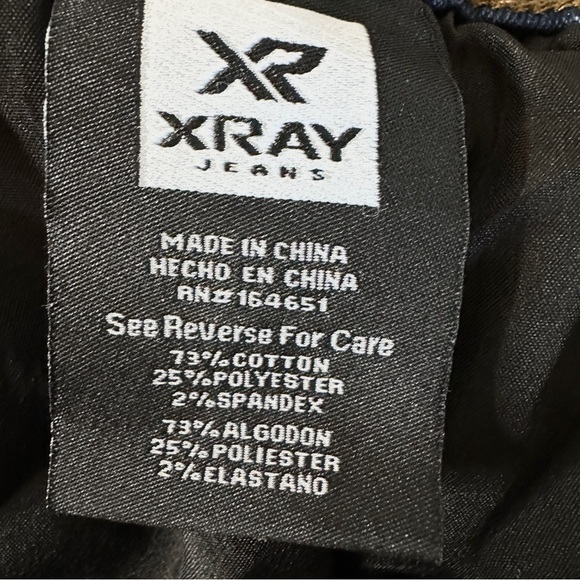 XR
XRAY
JEANS
MADE IN CHINA
HECHO EN CHINA
RN#164651
See Reverse For Care
73%COTTON
25%POLYESTER
2%SPANDEX
73%ALGODON
25%POLIESTER
2%ELASTANO